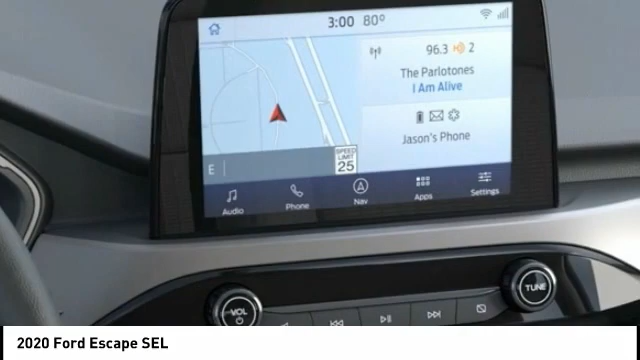 3:00 80°
96.3 2
The Parlotones
I Am Alive
Jason's Phone
E
SPEED
LIMIT
25
Audio Phone Nav Apps Settings
VOL
TUNE
2020 Ford Escape SEL